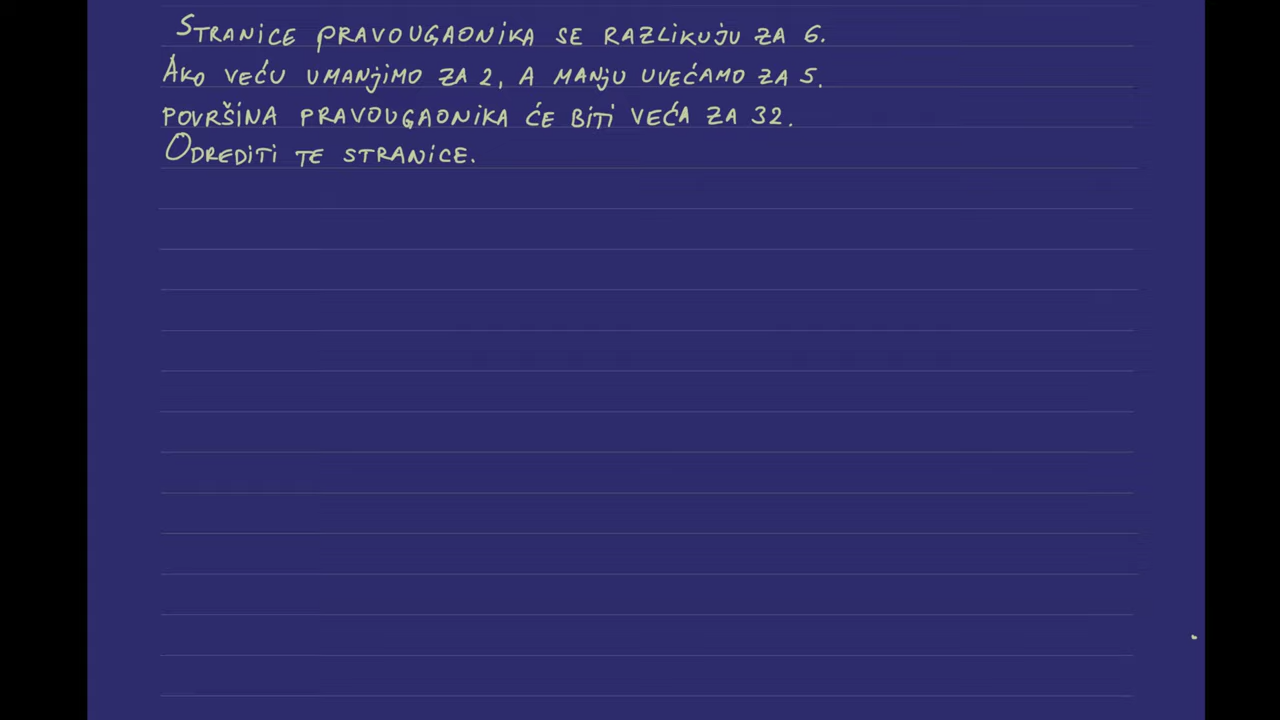 STRANICE PRAVOUGAONIKA SE RAZLIKUJU ZA 6.
AKO VEĆU UMANJIMO ZA 2, A MANJU UVEĆAMO ZA 5.
POVRŠINA PRAVOUGAONIKA ĆE BITI VEĆA ZA 32.
ODREDITI TE STRANICE.